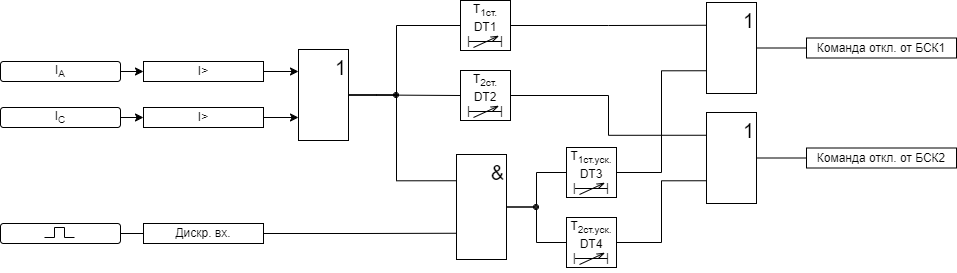 T1ст.
DT1
1
Команда откл. от БСК1
IA
I>
1
T2ст.
DT2
IC
I>
1
T1ст.уск.
DT3
Команда откл. от БСК2
&
Дискр. вх.
T2ст.уск.
DT4